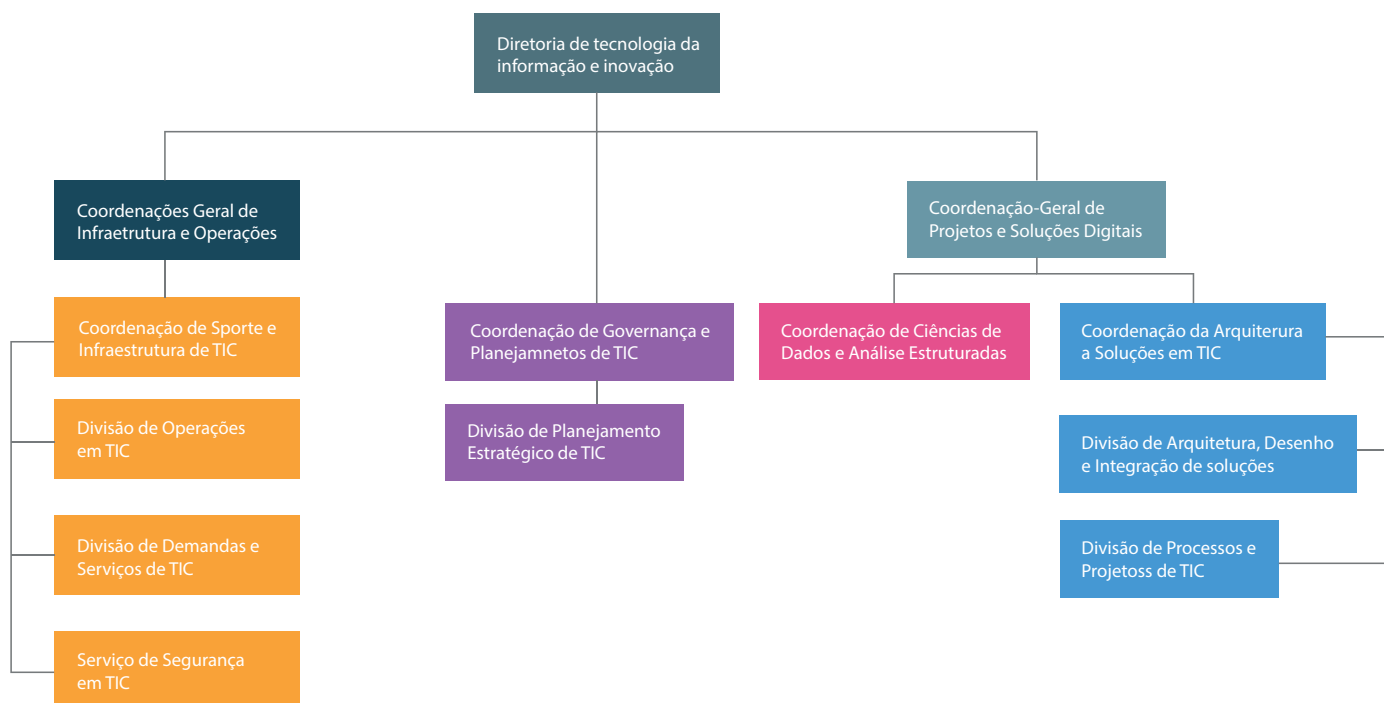 Diretoria de tecnologia da
informação e inovação
Coordenações Geral de
Infraetrutura e Operações
Coordenação-Geral de
Projetos e Soluções Digitais
Coordenação de Sporte e
Infraestrutura de TIC
Coordenação de Governança e
Planejamnetos de TIC
Coordenação de Ciências de
Dados e Análise Estruturadas
Coordenação da Arquiterura
a Soluções em TIC
Divisão de Operações
em TIC
Divisão de Planejamento
Estratégico de TIC
Divisão de Arquitetura, Desenho
e Integração de soluções
Divisão de Demandas e
Serviços de TIC
Divisão de Processos e
Projetoss de TIC
Serviço de Segurança
em TIC